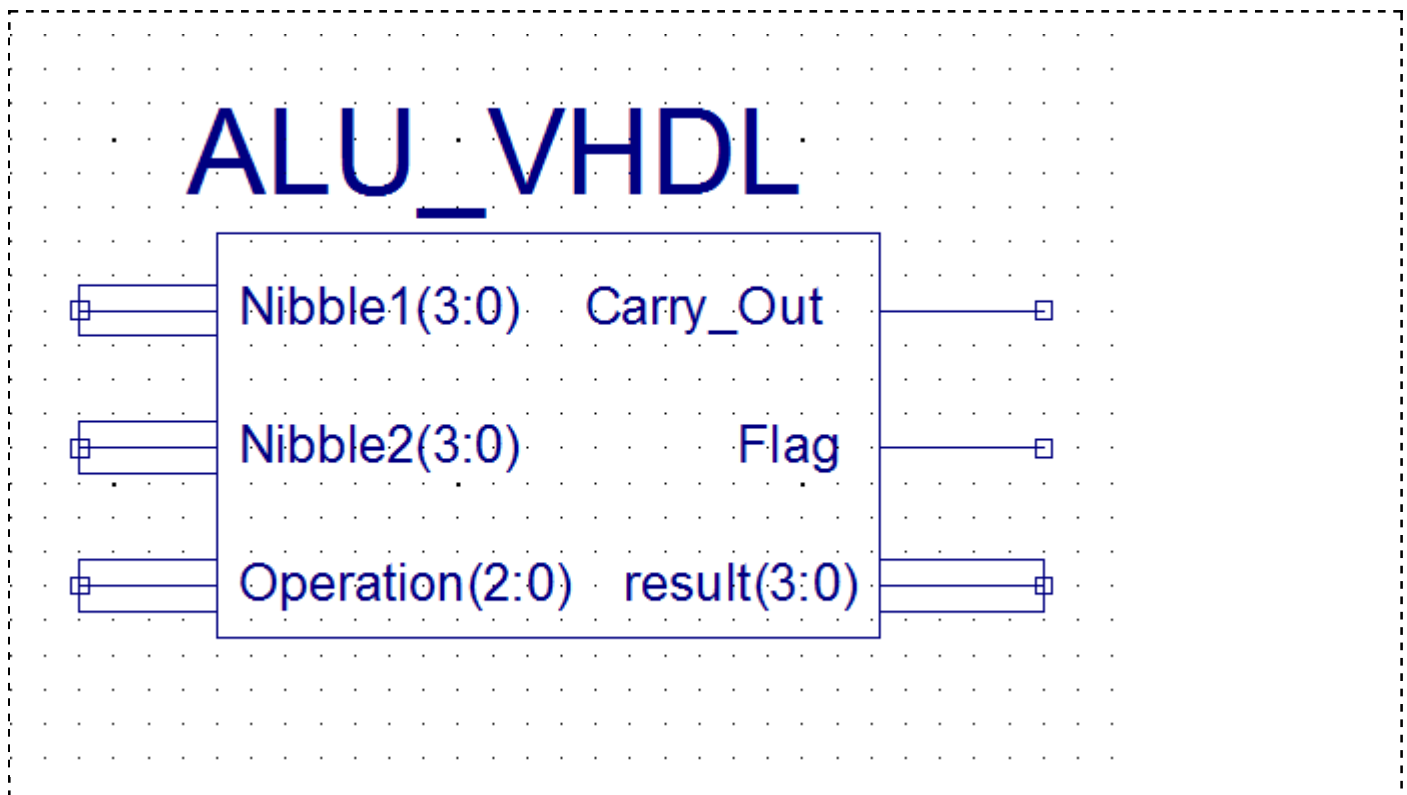 ALU_VHDL
Nibble1(3:0) Carry_Out
Nibble2(3:0) Flag
Operation(2:0) result(3:0)